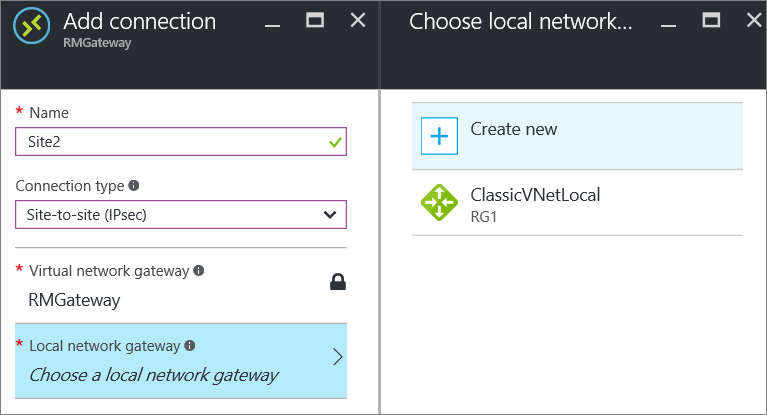 Add connection
RMGateway
* Name
Site2
Connection type
Site-to-site (IPsec)
* Virtual network gateway
RMGateway
* Local network gateway
Choose a local network gateway
Choose local network...
Create new
ClassicVNetLocal
RG1